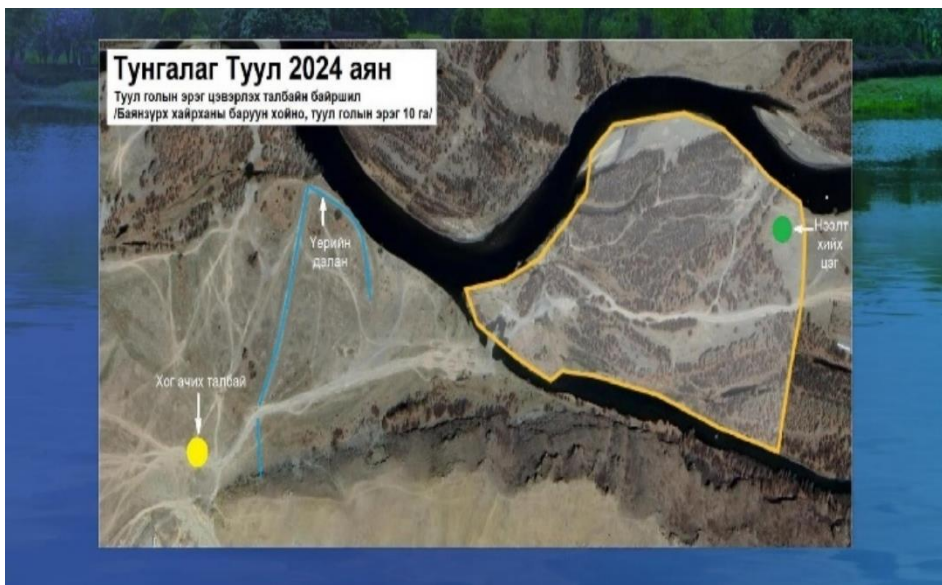 Тунгалаг Туул 2024 аян
Туул голын эрэг цэвэрлэх талбайн байршил
/Баянзүрх хайрханы баруун хойно, туул голын эрэг 10 га/
Үерийн
далан
Нээлт
хийх
цэг
Хог ачих талбай